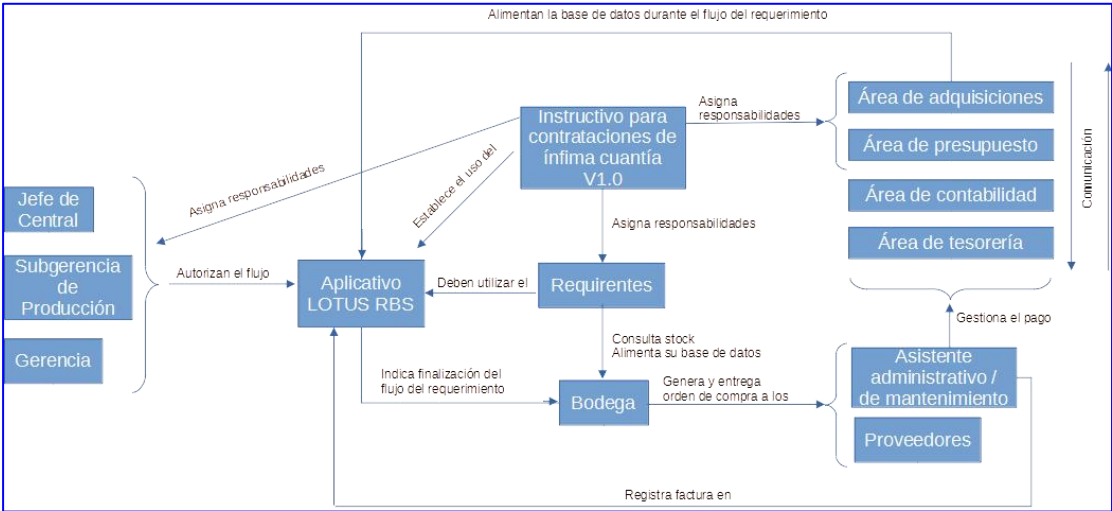 Alimentan la base de datos durante el flujo del requerimiento
Instructivo para
contrataciones de
ínfima cuantía
V1.0
Asigna
responsabilidades
Área de adquisiciones
Área de presupuesto
Área de contabilidad
Área de tesorería
Comunicación
Asigna responsabilidades
Establece el uso del
Asigna responsabilidades
Jefe de
Central
Subgerencia
de
Producción
Gerencia
Autorizan el flujo
Aplicativo
LOTUS RBS
Deben utilizar el
Requirentes
Gestiona el pago
Consulta stock
Alimenta su base de datos
Indica finalización del
flujo del requerimiento
Bodega
Genera y entrega
orden de compra a los
Asistente
administrativo /
de mantenimiento
Proveedores
Registra factura en